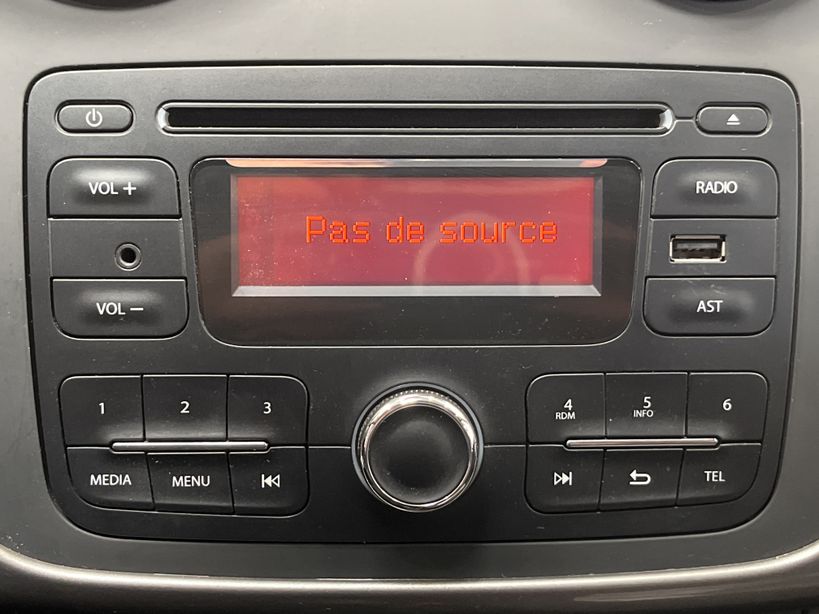 VOL +
RADIO
Pas de source
VOL −
AST
1 2 3
4 RDM 5 INFO 6
MEDIA MENU
TEL